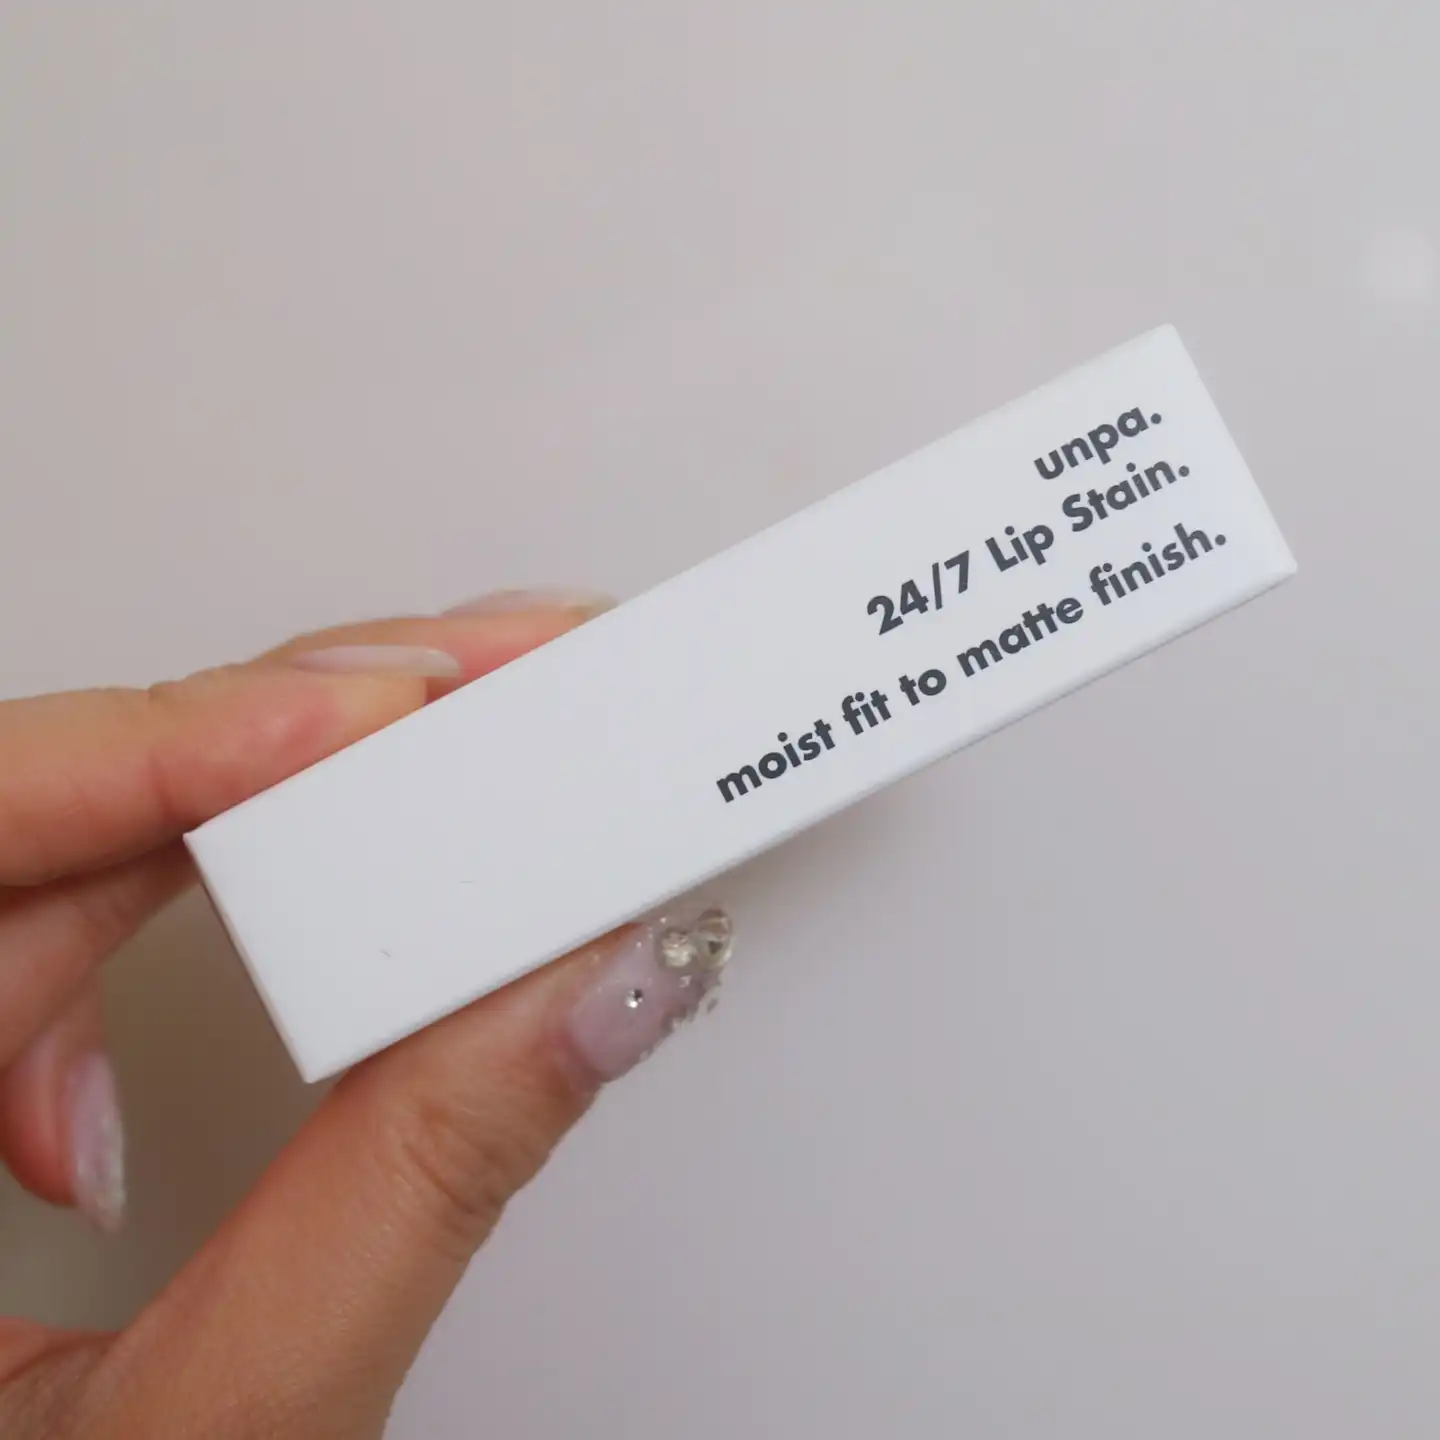 unpa.
24/7 Lip Stain.
moist fit to matte finish.